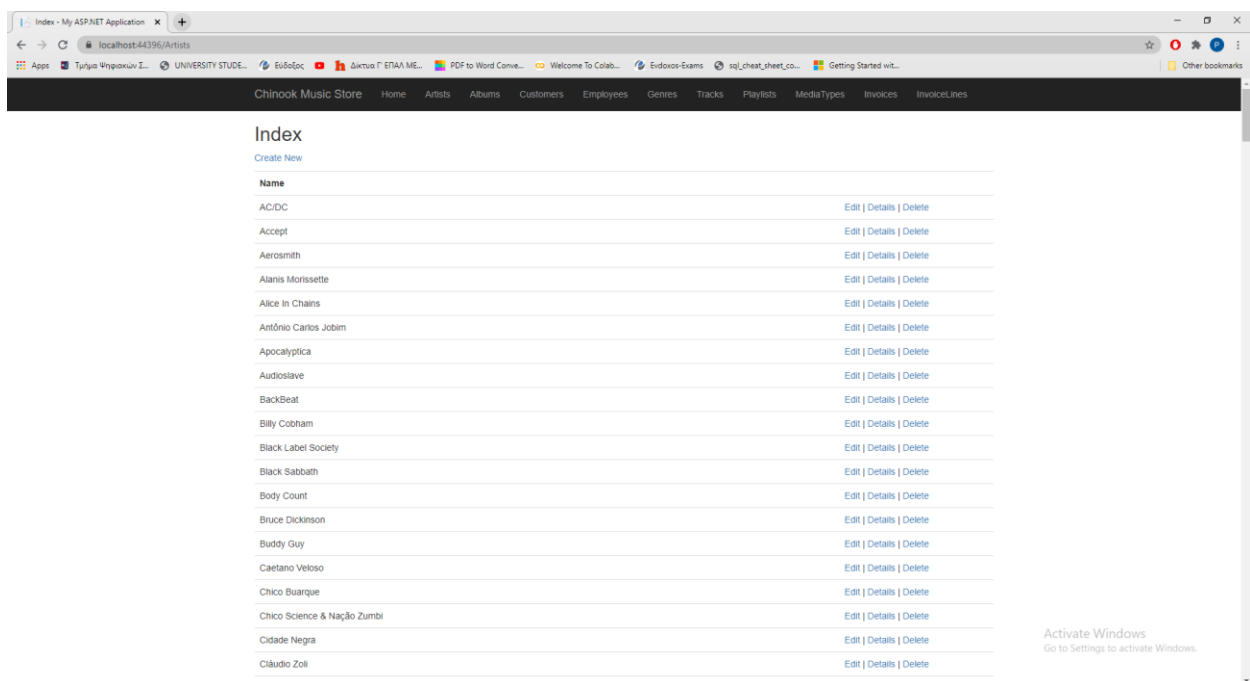 Index - My ASP.NET Application
localhost:44396/Artists
P
Apps Τμήμα Ψηφιακών Σ... UNIVERSITY STUDE... Εύδοξος Δίκτυα Γ' ΕΠΑΛ ΜΕ... PDF to Word Conve... Welcome To Colab... Evdoxos-Exams sql_cheat_sheet_co... Getting Started wit... Other bookmarks
Chinook Music Store Home Artists Albums Customers Employees Genres Tracks Playlists MediaTypes Invoices InvoiceLines
Index
Create New
Name
AC/DC Edit | Details | Delete
Accept Edit | Details | Delete
Aerosmith Edit | Details | Delete
Alanis Morissette Edit | Details | Delete
Alice In Chains Edit | Details | Delete
Antônio Carlos Jobim Edit | Details | Delete
Apocalyptica Edit | Details | Delete
Audioslave Edit | Details | Delete
BackBeat Edit | Details | Delete
Billy Cobham Edit | Details | Delete
Black Label Society Edit | Details | Delete
Black Sabbath Edit | Details | Delete
Body Count Edit | Details | Delete
Bruce Dickinson Edit | Details | Delete
Buddy Guy Edit | Details | Delete
Caetano Veloso Edit | Details | Delete
Chico Buarque Edit | Details | Delete
Chico Science & Nação Zumbi Edit | Details | Delete
Cidade Negra Edit | Details | Delete
Cláudio Zoli Edit | Details | Delete
Activate Windows
Go to Settings to activate Windows.